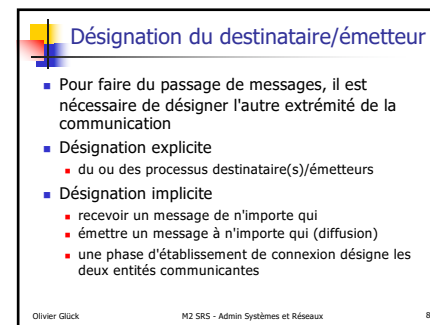 Désignation du destinataire/émetteur
Pour faire du passage de messages, il est
nécessaire de désigner l'autre extrémité de la
communication
Désignation explicite
du ou des processus destinataire(s)/émetteurs
Désignation implicite
recevoir un message de n'importe qui
émettre un message à n'importe qui (diffusion)
une phase d'établissement de connexion désigne les
deux entités communicantes
Olivier Glück M2 SRS - Admin Systèmes et Réseaux 8